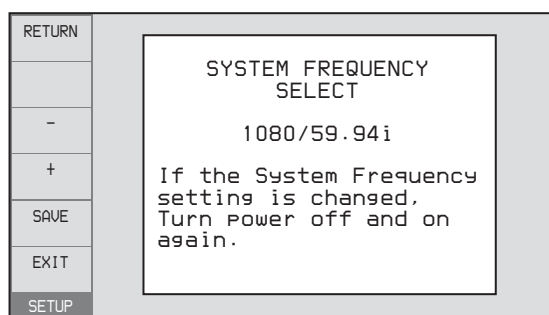 RETURN
-
+
SAVE
EXIT
SETUP
SYSTEM FREQUENCY
SELECT
1080/59.94i
If the System Frequency
setting is changed,
Turn power off and on
again.